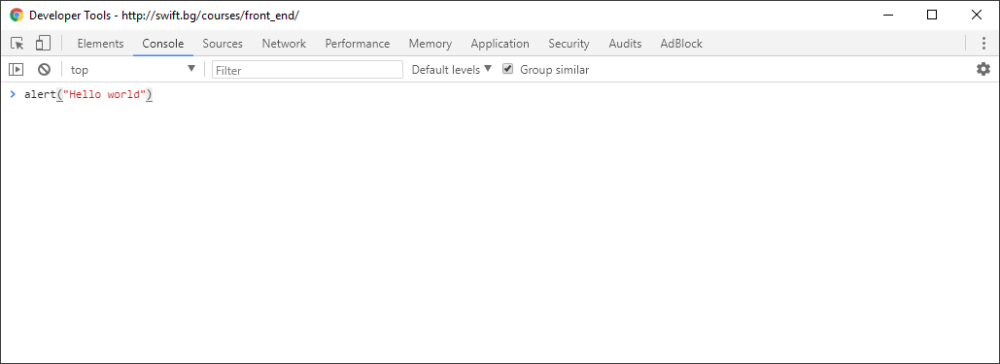 Developer Tools - http://swift.bg/courses/front_end/
Elements Console Sources Network Performance Memory Application Security Audits AdBlock
top Filter Default levels Group similar
alert("Hello world")